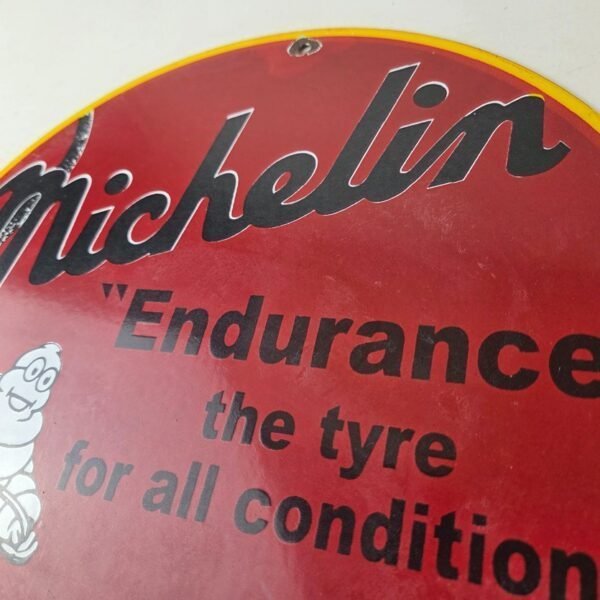 Michelin
"Endurance
the tyre
for all condition